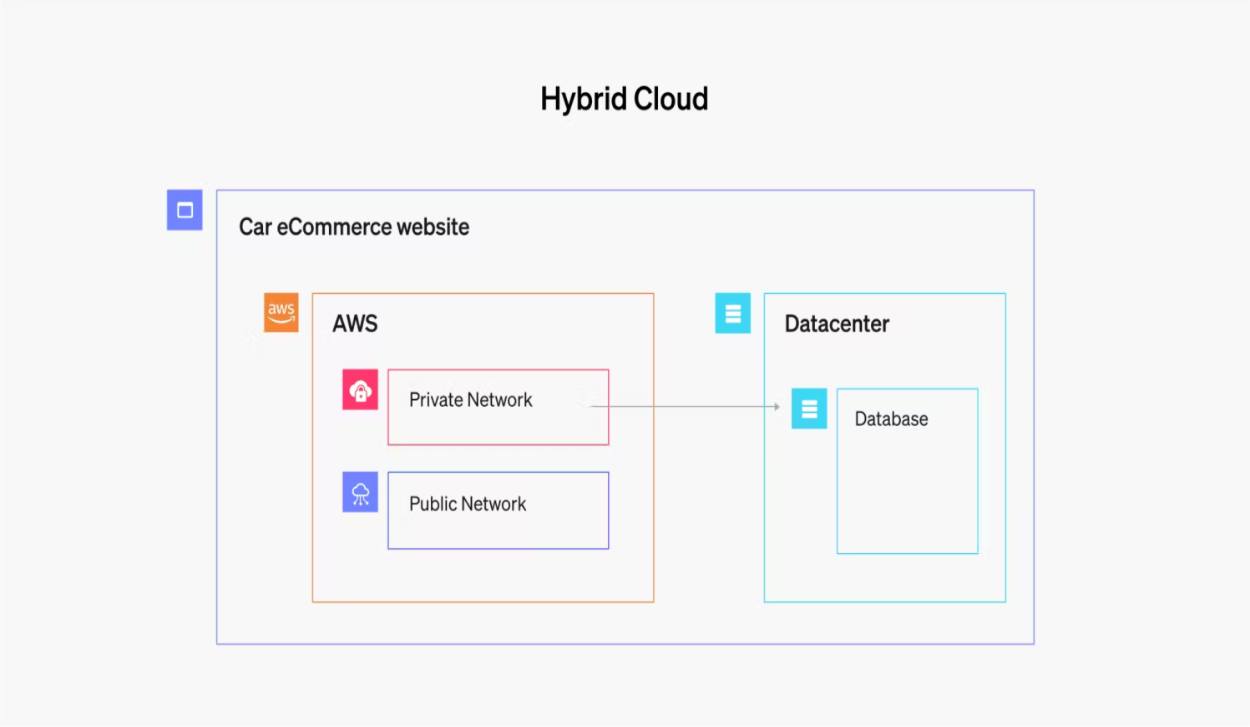 Hybrid Cloud
Car eCommerce website
aws
AWS
Datacenter
Private Network
Database
Public Network